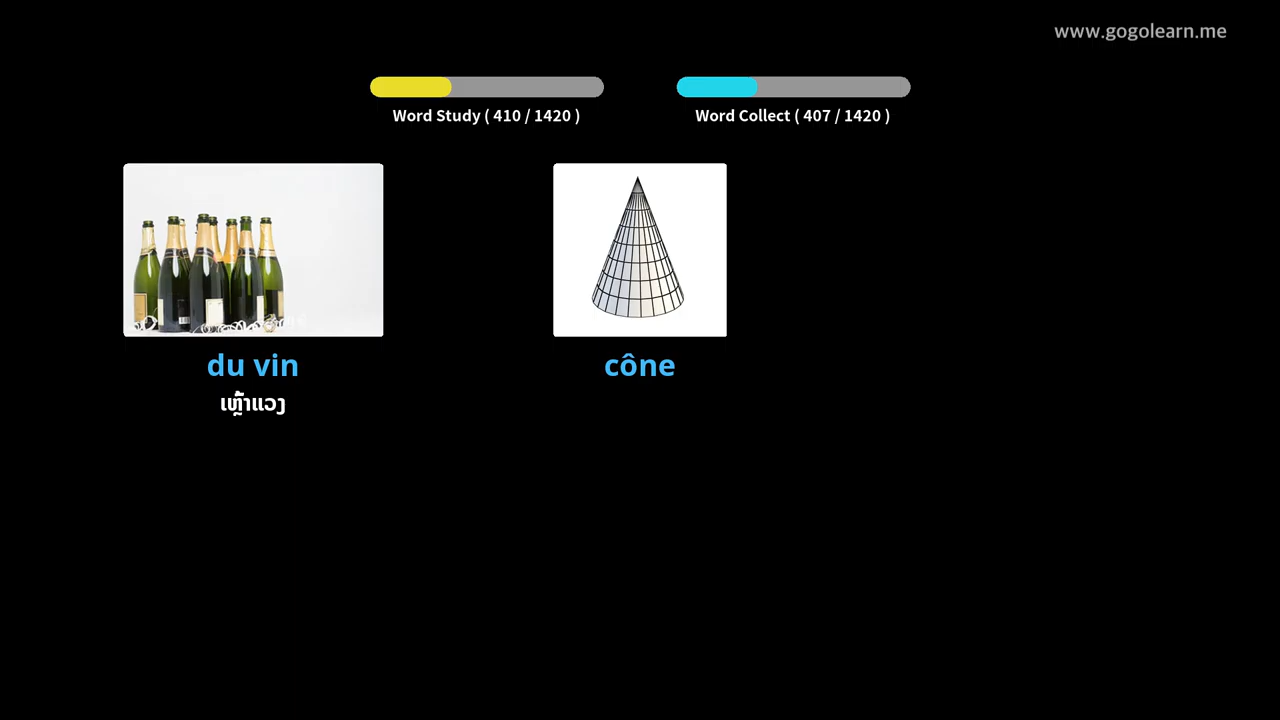 www.gogolearn.me
Word Study ( 410 / 1420 )
Word Collect ( 407 / 1420 )
du vin
ເຫຼົ້າແວງ
cône